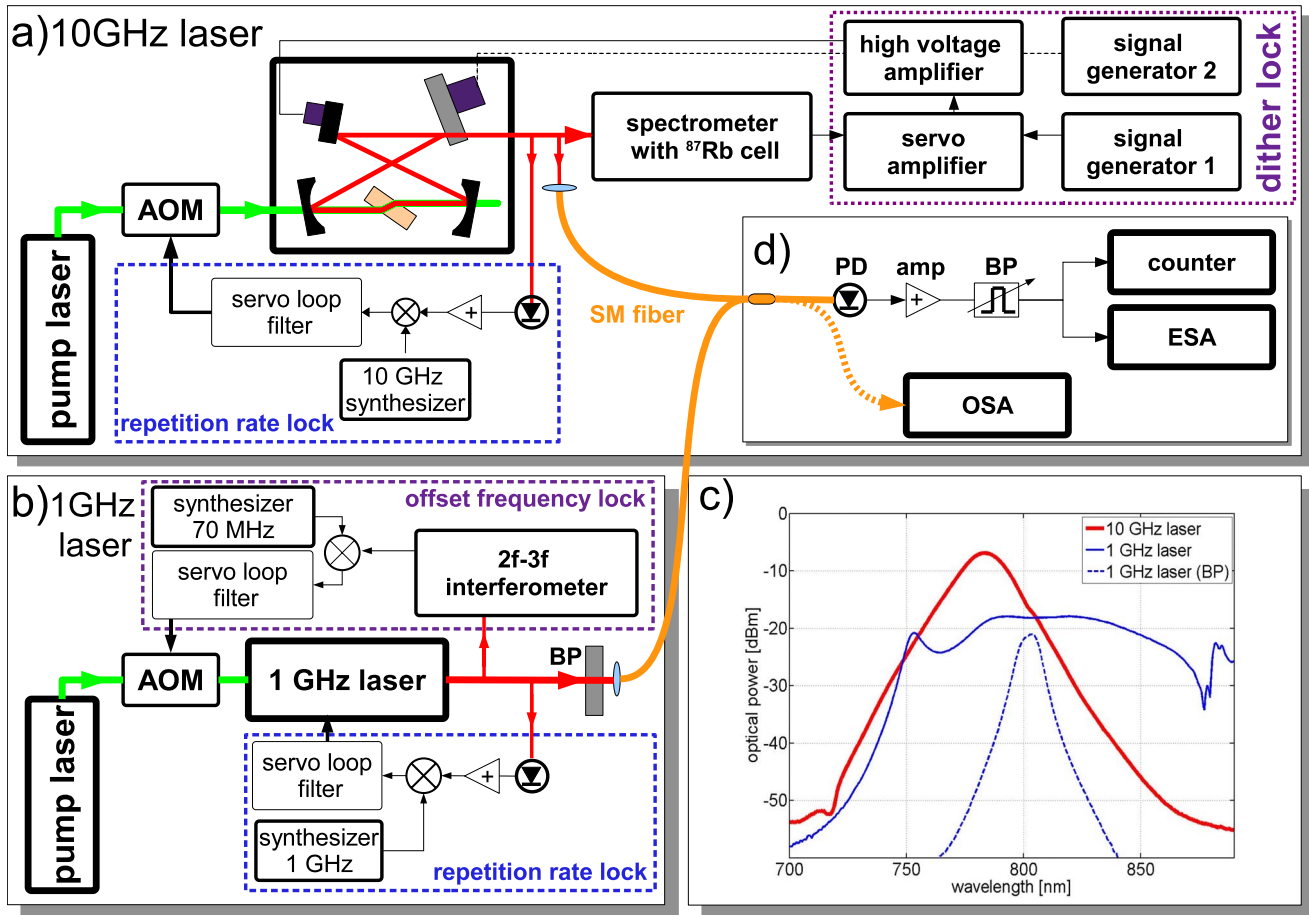 a)10GHz laser
pump laser
AOM
servo loop
filter
10 GHz
synthesizer
repetition rate lock
spectrometer
with ⁸⁷Rb cell
high voltage
amplifier
signal
generator 2
servo
amplifier
signal
generator 1
dither lock
SM fiber
d)
PD
amp
BP
counter
ESA
OSA
+
+
b)1GHz
laser
offset frequency lock
synthesizer
70 MHz
servo loop
filter
2f-3f
interferometer
AOM
1 GHz laser
BP
pump laser
servo loop
filter
+
synthesizer
1 GHz
repetition rate lock
c)
10 GHz laser
1 GHz laser
1 GHz laser (BP)
optical power [dBm]
0
-10
-20
-30
-40
-50
700
750
800
850
wavelength [nm]